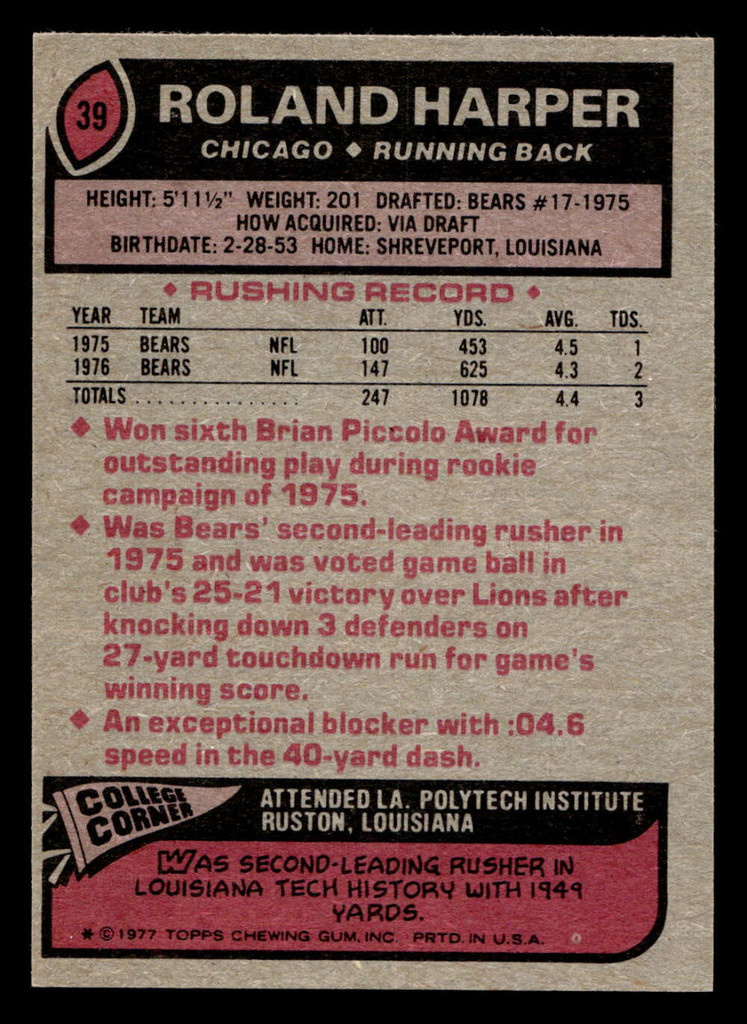 39
ROLAND HARPER
CHICAGO ♦ RUNNING BACK
HEIGHT: 5'11½" WEIGHT: 201 DRAFTED: BEARS #17-1975
HOW ACQUIRED: VIA DRAFT
BIRTHDATE: 2-28-53 HOME: SHREVEPORT, LOUISIANA
♦ RUSHING RECORD ♦
YEAR TEAM ATT. YDS. AVG. TDS.
1975 BEARS NFL 100 453 4.5 1
1976 BEARS NFL 147 625 4.3 2
TOTALS . . . . . . . . . . . . . . . 247 1078 4.4 3
♦ Won sixth Brian Piccolo Award for
outstanding play during rookie
campaign of 1975.
♦ Was Bears' second-leading rusher in
1975 and was voted game ball in
club's 25-21 victory over Lions after
knocking down 3 defenders on
27-yard touchdown run for game's
winning score.
♦ An exceptional blocker with :04.6
speed in the 40-yard dash.
COLLEGE
CORNER
ATTENDED LA. POLYTECH INSTITUTE
RUSTON, LOUISIANA
WAS SECOND-LEADING RUSHER IN
LOUISIANA TECH HISTORY WITH 1949
YARDS.
* © 1977 TOPPS CHEWING GUM, INC. PRTD. IN U.S.A.